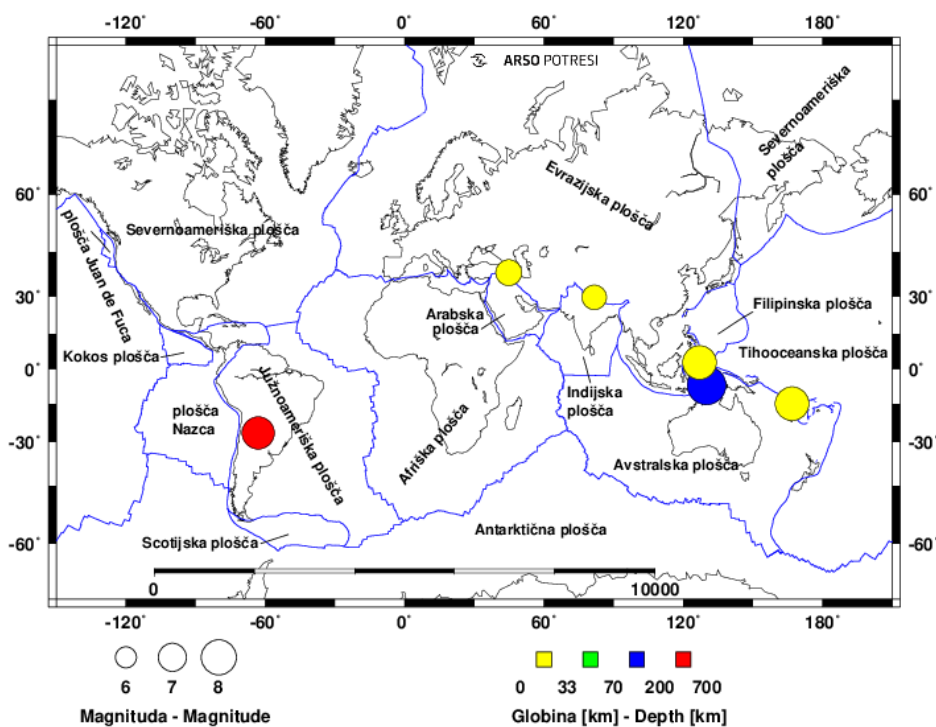 -120° -60° 0° 60° 120° 180°
ARSO POTRESI
Severnoameriška
plošča
Evrazijska plošča
60° 60°
Severnoameriška plošča
plošča Juan de Fuca
30° 30°
Arabska
plošča
Filipinska plošča
Kokos plošča
Tihooceanska plošča
0° 0°
Južnoameriška plošča
Indijska
plošča
plošča
Nazca
Afriška plošča
-30° -30°
Avstralska plošča
Antarktična plošča
Scotijska plošča
-60° -60°
0 10000
-120° -60° 0° 60° 120° 180°
6 7 8
0 33 70 200 700
Magnituda - Magnitude
Globina [km] - Depth [km]